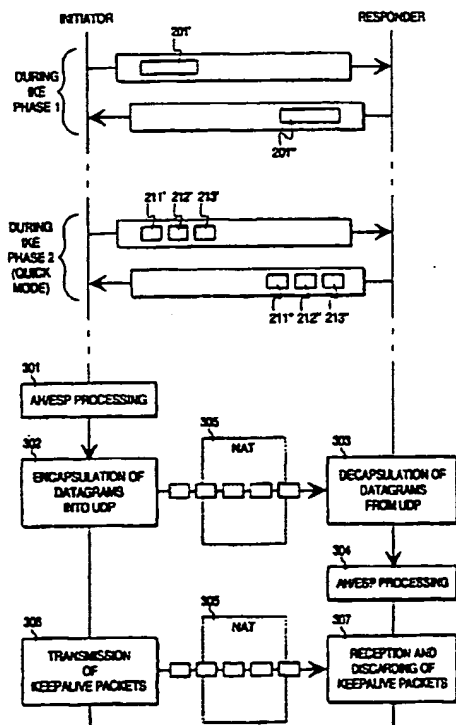 INITIATOR
RESPONDER
201'
DURING
IKE
PHASE 1
201"
211' 212' 213'
DURING
IKE
PHASE 2
(QUICK
MODE)
211" 212" 213"
301
AH/ESP PROCESSING
302
ENCAPSULATION OF
DATAGRAMS
INTO UDP
305
NAT
303
DECAPSULATION OF
DATAGRAMS
FROM UDP
304
AH/ESP PROCESSING
306
TRANSMISSION
OF
KEEPALIVE PACKETS
305
NAT
307
RECEPTION AND
DISCARDING OF
KEEPALIVE PACKETS